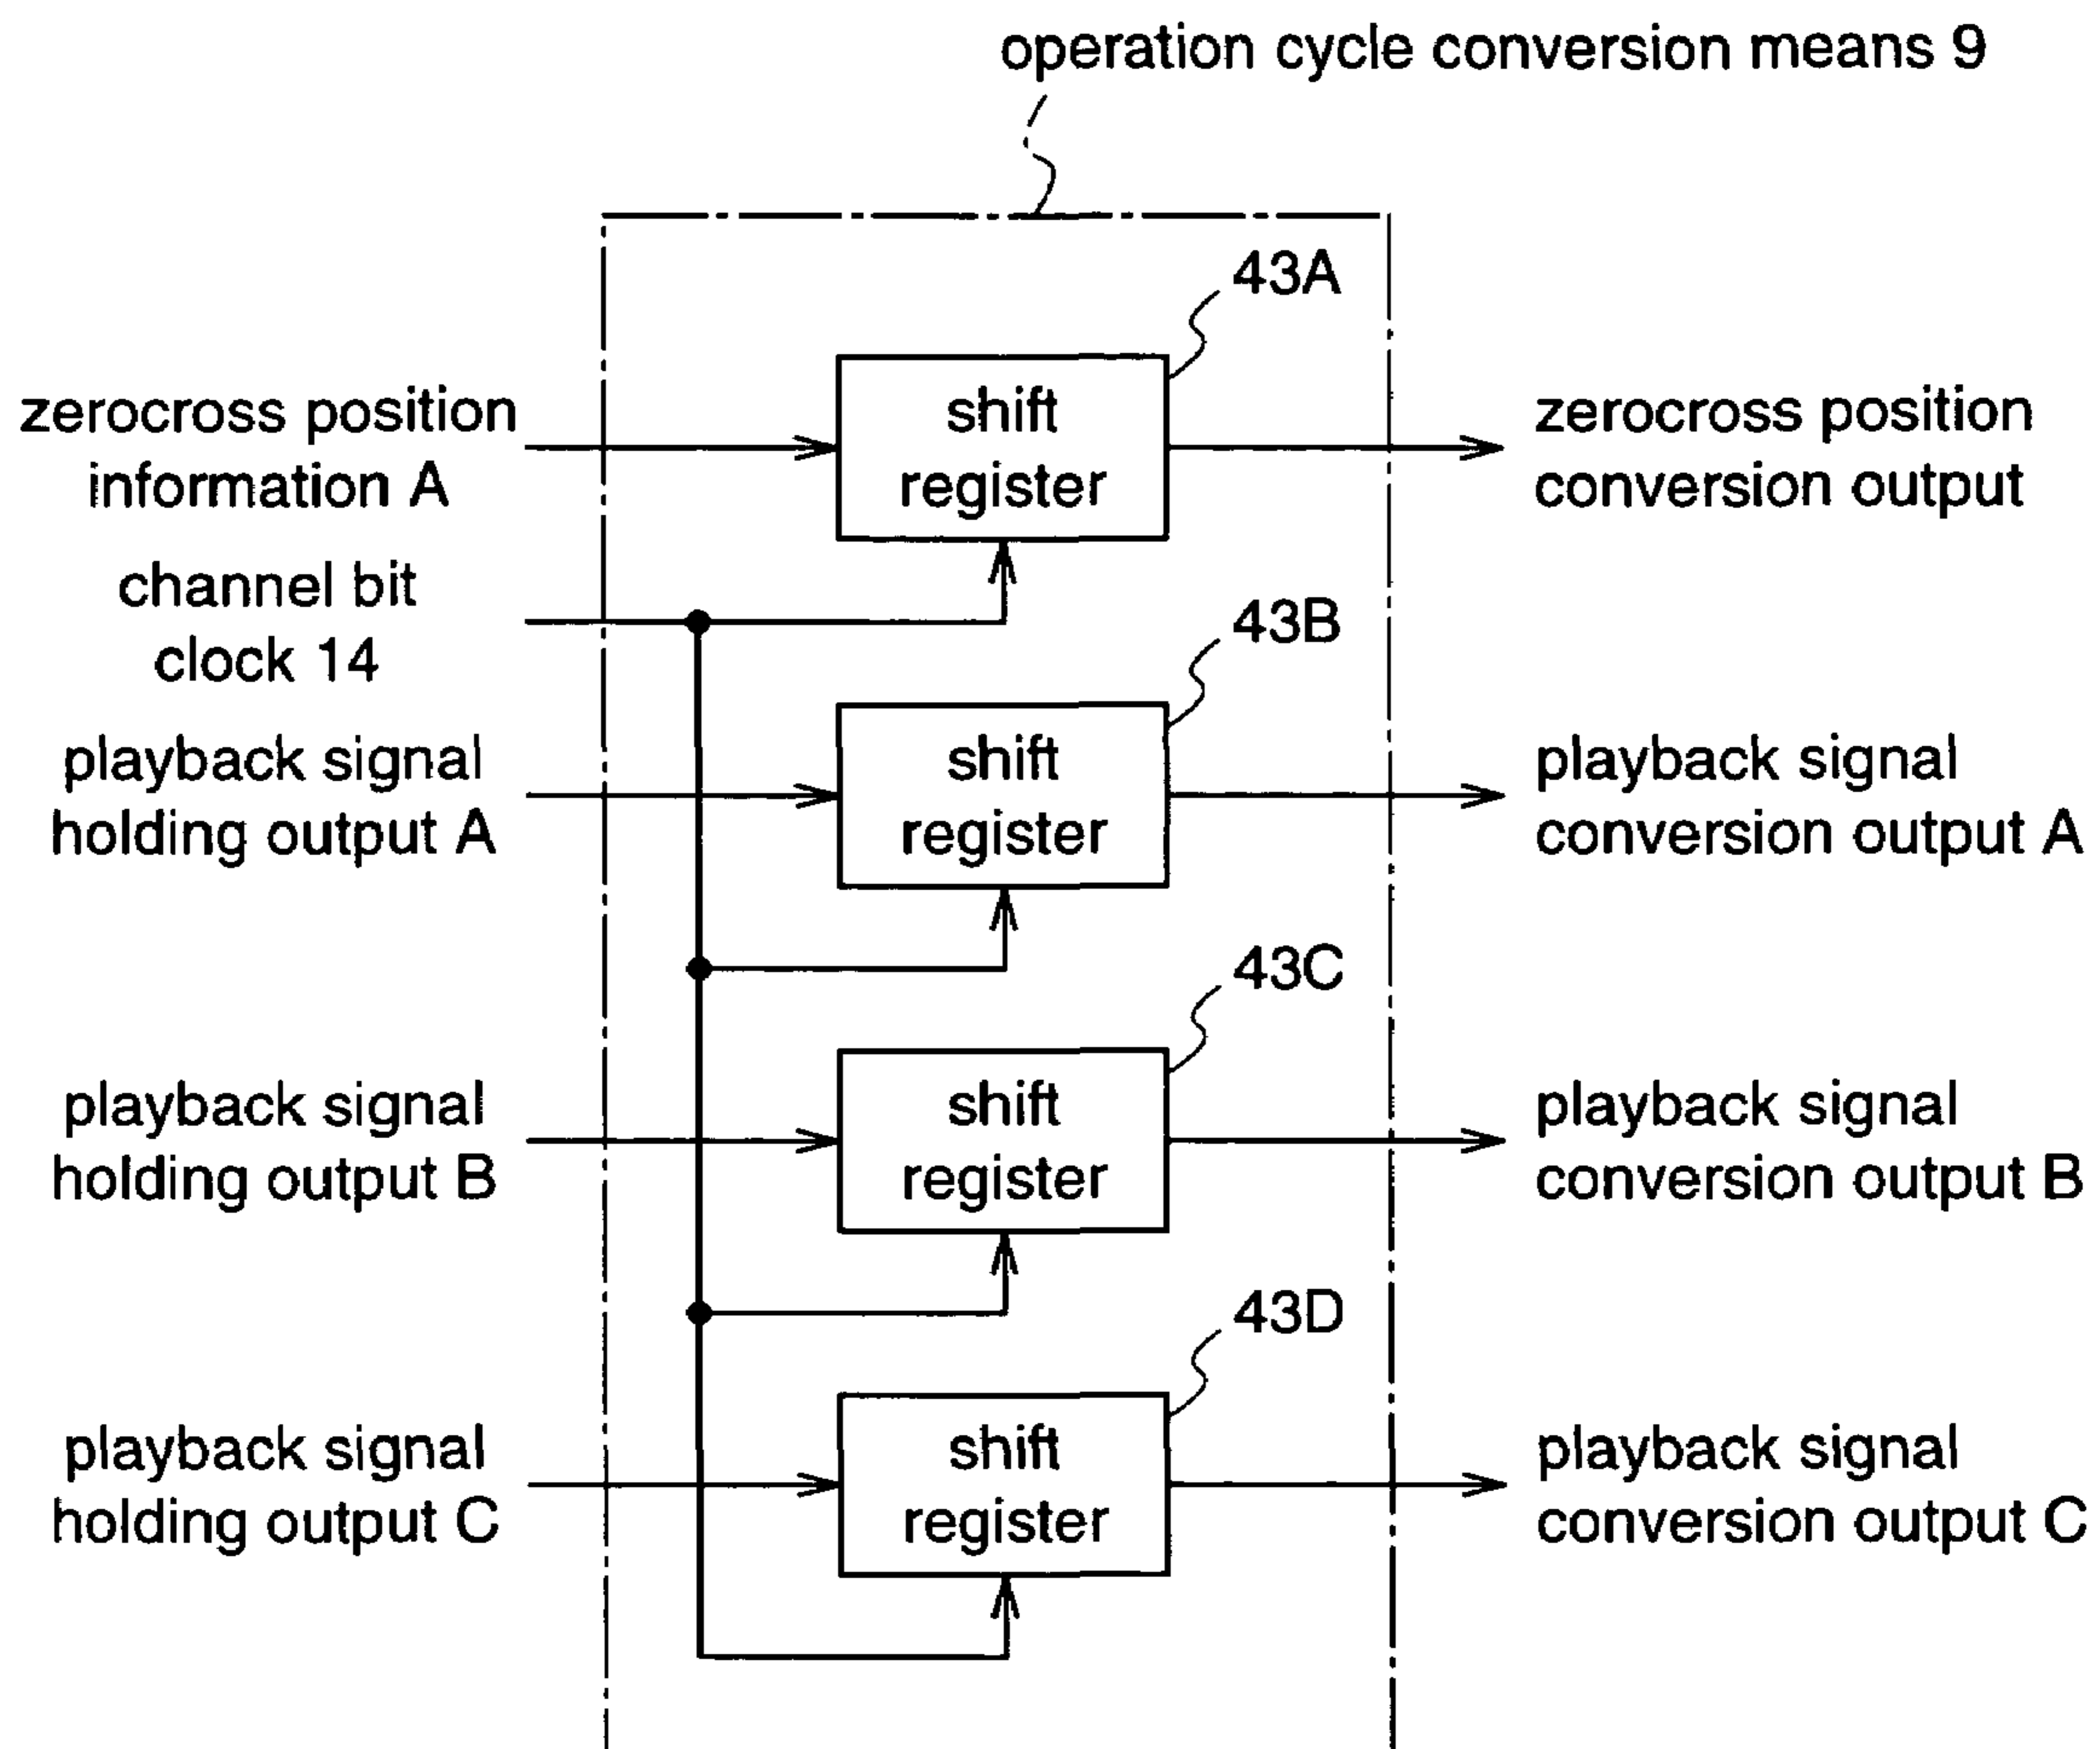 operation cycle conversion means 9
43A
zerocross position
information A
shift
register
zerocross position
conversion output
channel bit
clock 14
43B
playback signal
holding output A
shift
register
playback signal
conversion output A
43C
playback signal
holding output B
shift
register
playback signal
conversion output B
43D
playback signal
holding output C
shift
register
playback signal
conversion output C